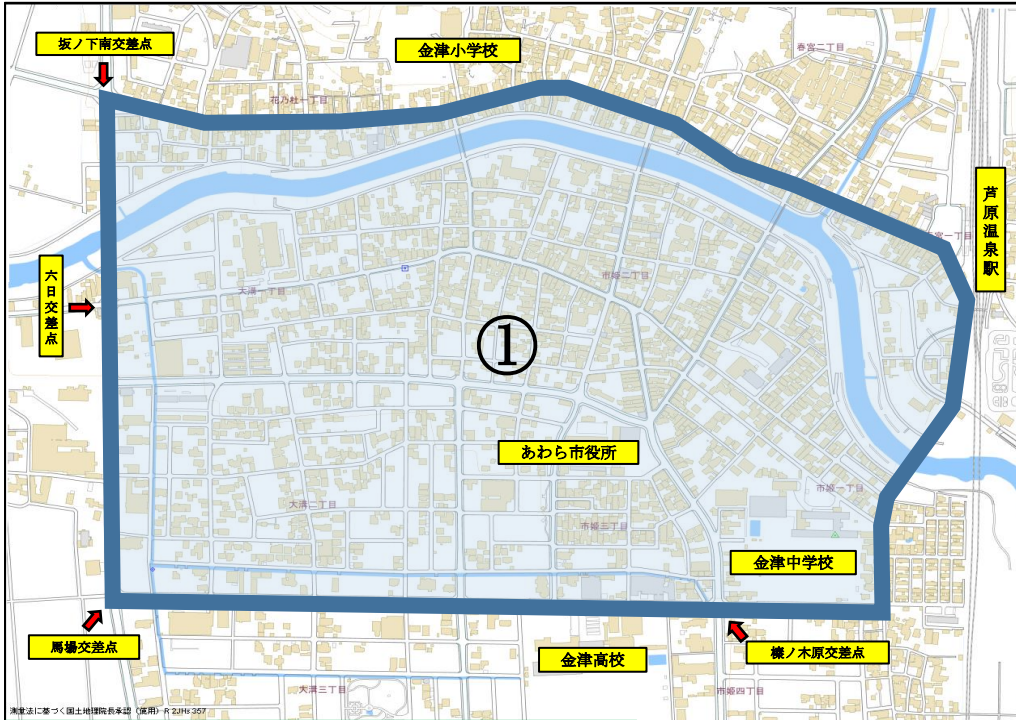 坂ノ下南交差点
金津小学校
春宮二丁目
花乃杜一丁目
芦原温泉駅
春宮一丁目
六日交差点
大溝一丁目
市姫二丁目
①
あわら市役所
大溝二丁目
市姫三丁目
市姫一丁目
金津中学校
馬場交差点
金津高校
櫟ノ木原交差点
大溝三丁目
市姫四丁目
測量法に基づく国土地理院長承認(使用)R 2JHs 357